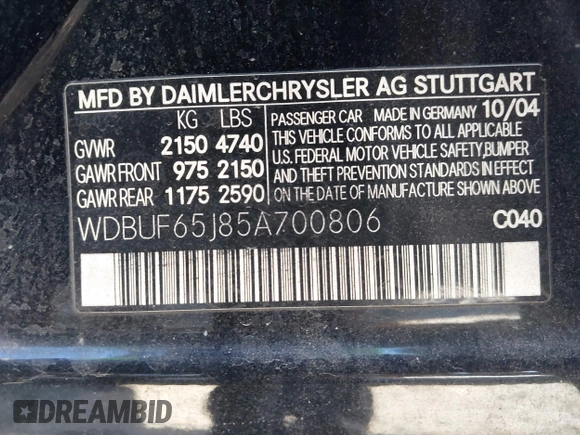 MFD BY DAIMLERCHRYSLER AG STUTTGART
KG LBS
GVWR 2150 4740
GAWR FRONT 975 2150
GAWR REAR 1175 2590
PASSENGER CAR MADE IN GERMANY 10/04
THIS VEHICLE CONFORMS TO ALL APPLICABLE
U.S. FEDERAL MOTOR VEHICLE SAFETY,BUMPER
AND THEFT PREVENTION STANDARDS IN EFFECT
ON THE DATE OF MANUFACTURE SHOWN ABOVE.
WDBUF65J85A700806 C040
DREAMBID